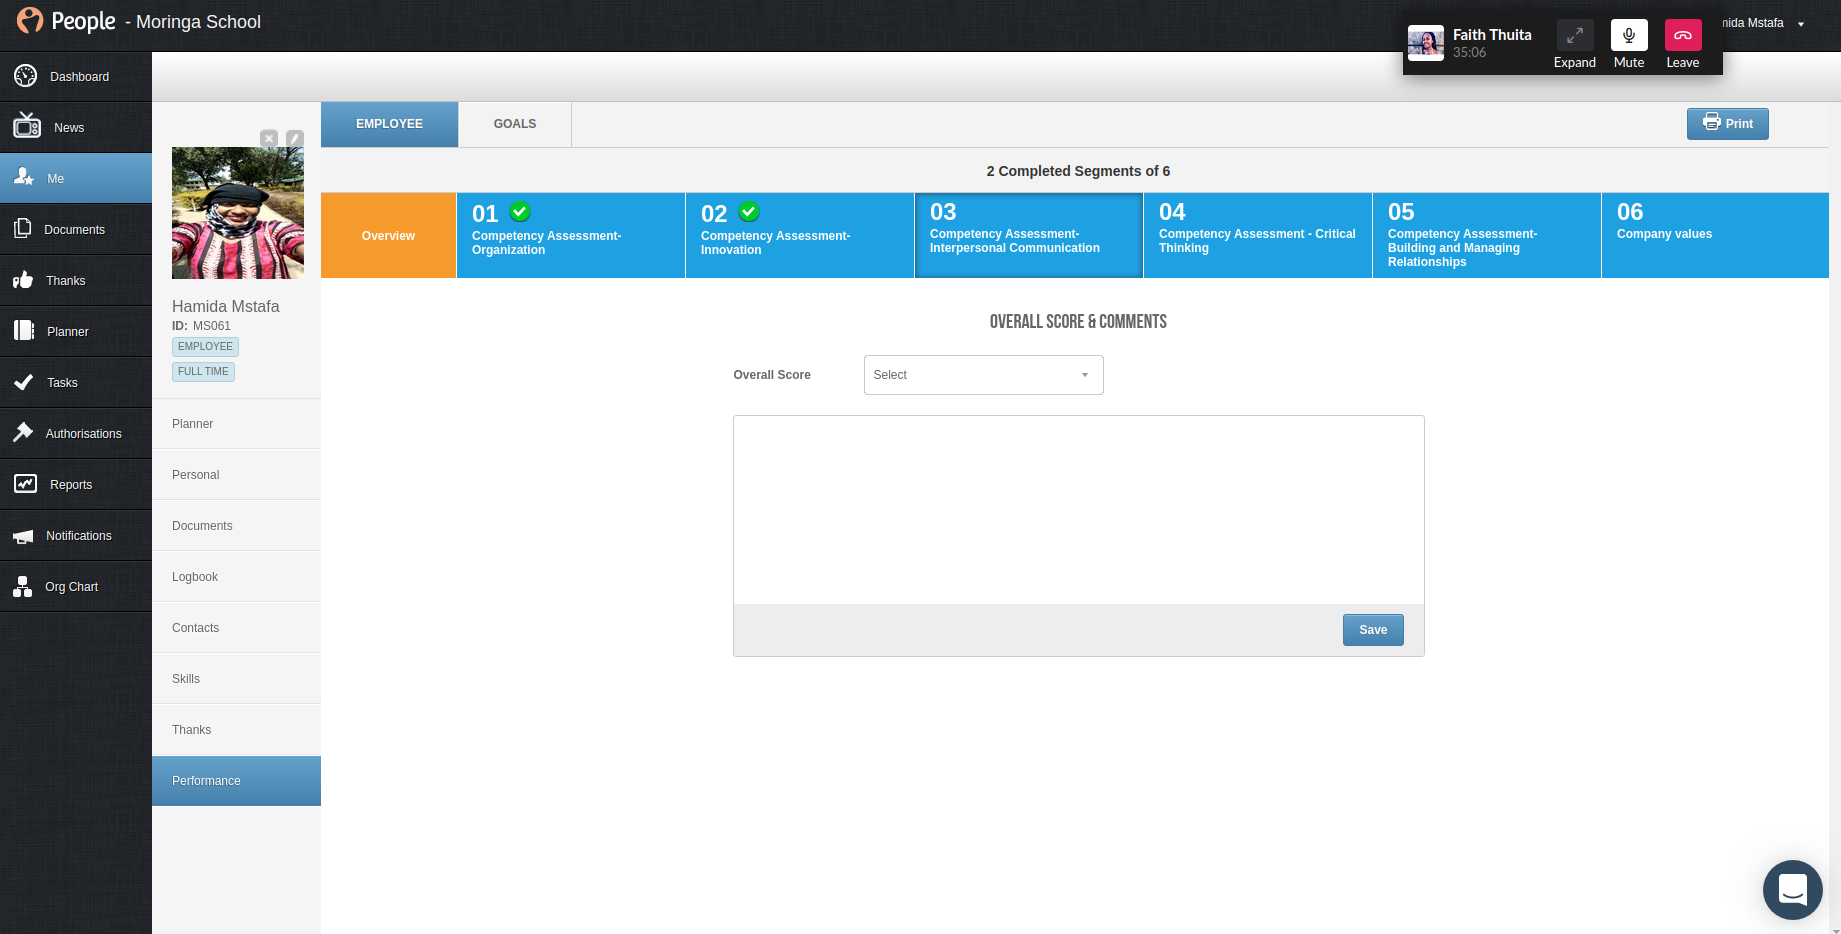 People - Moringa School
mida Mstafa
Faith Thuita
35:06
Expand
Mute
Leave
Dashboard
News
Me
Documents
Thanks
Planner
Tasks
Authorisations
Reports
Notifications
Org Chart
Hamida Mstafa
ID: MS061
EMPLOYEE
FULL TIME
Planner
Personal
Documents
Logbook
Contacts
Skills
Thanks
Performance
EMPLOYEE
GOALS
Print
2 Completed Segments of 6
Overview
01
Competency Assessment-
Organization
02
Competency Assessment-
Innovation
03
Competency Assessment-
Interpersonal Communication
04
Competency Assessment - Critical
Thinking
05
Competency Assessment-
Building and Managing
Relationships
06
Company values
OVERALL SCORE & COMMENTS
Overall Score
Select
Save